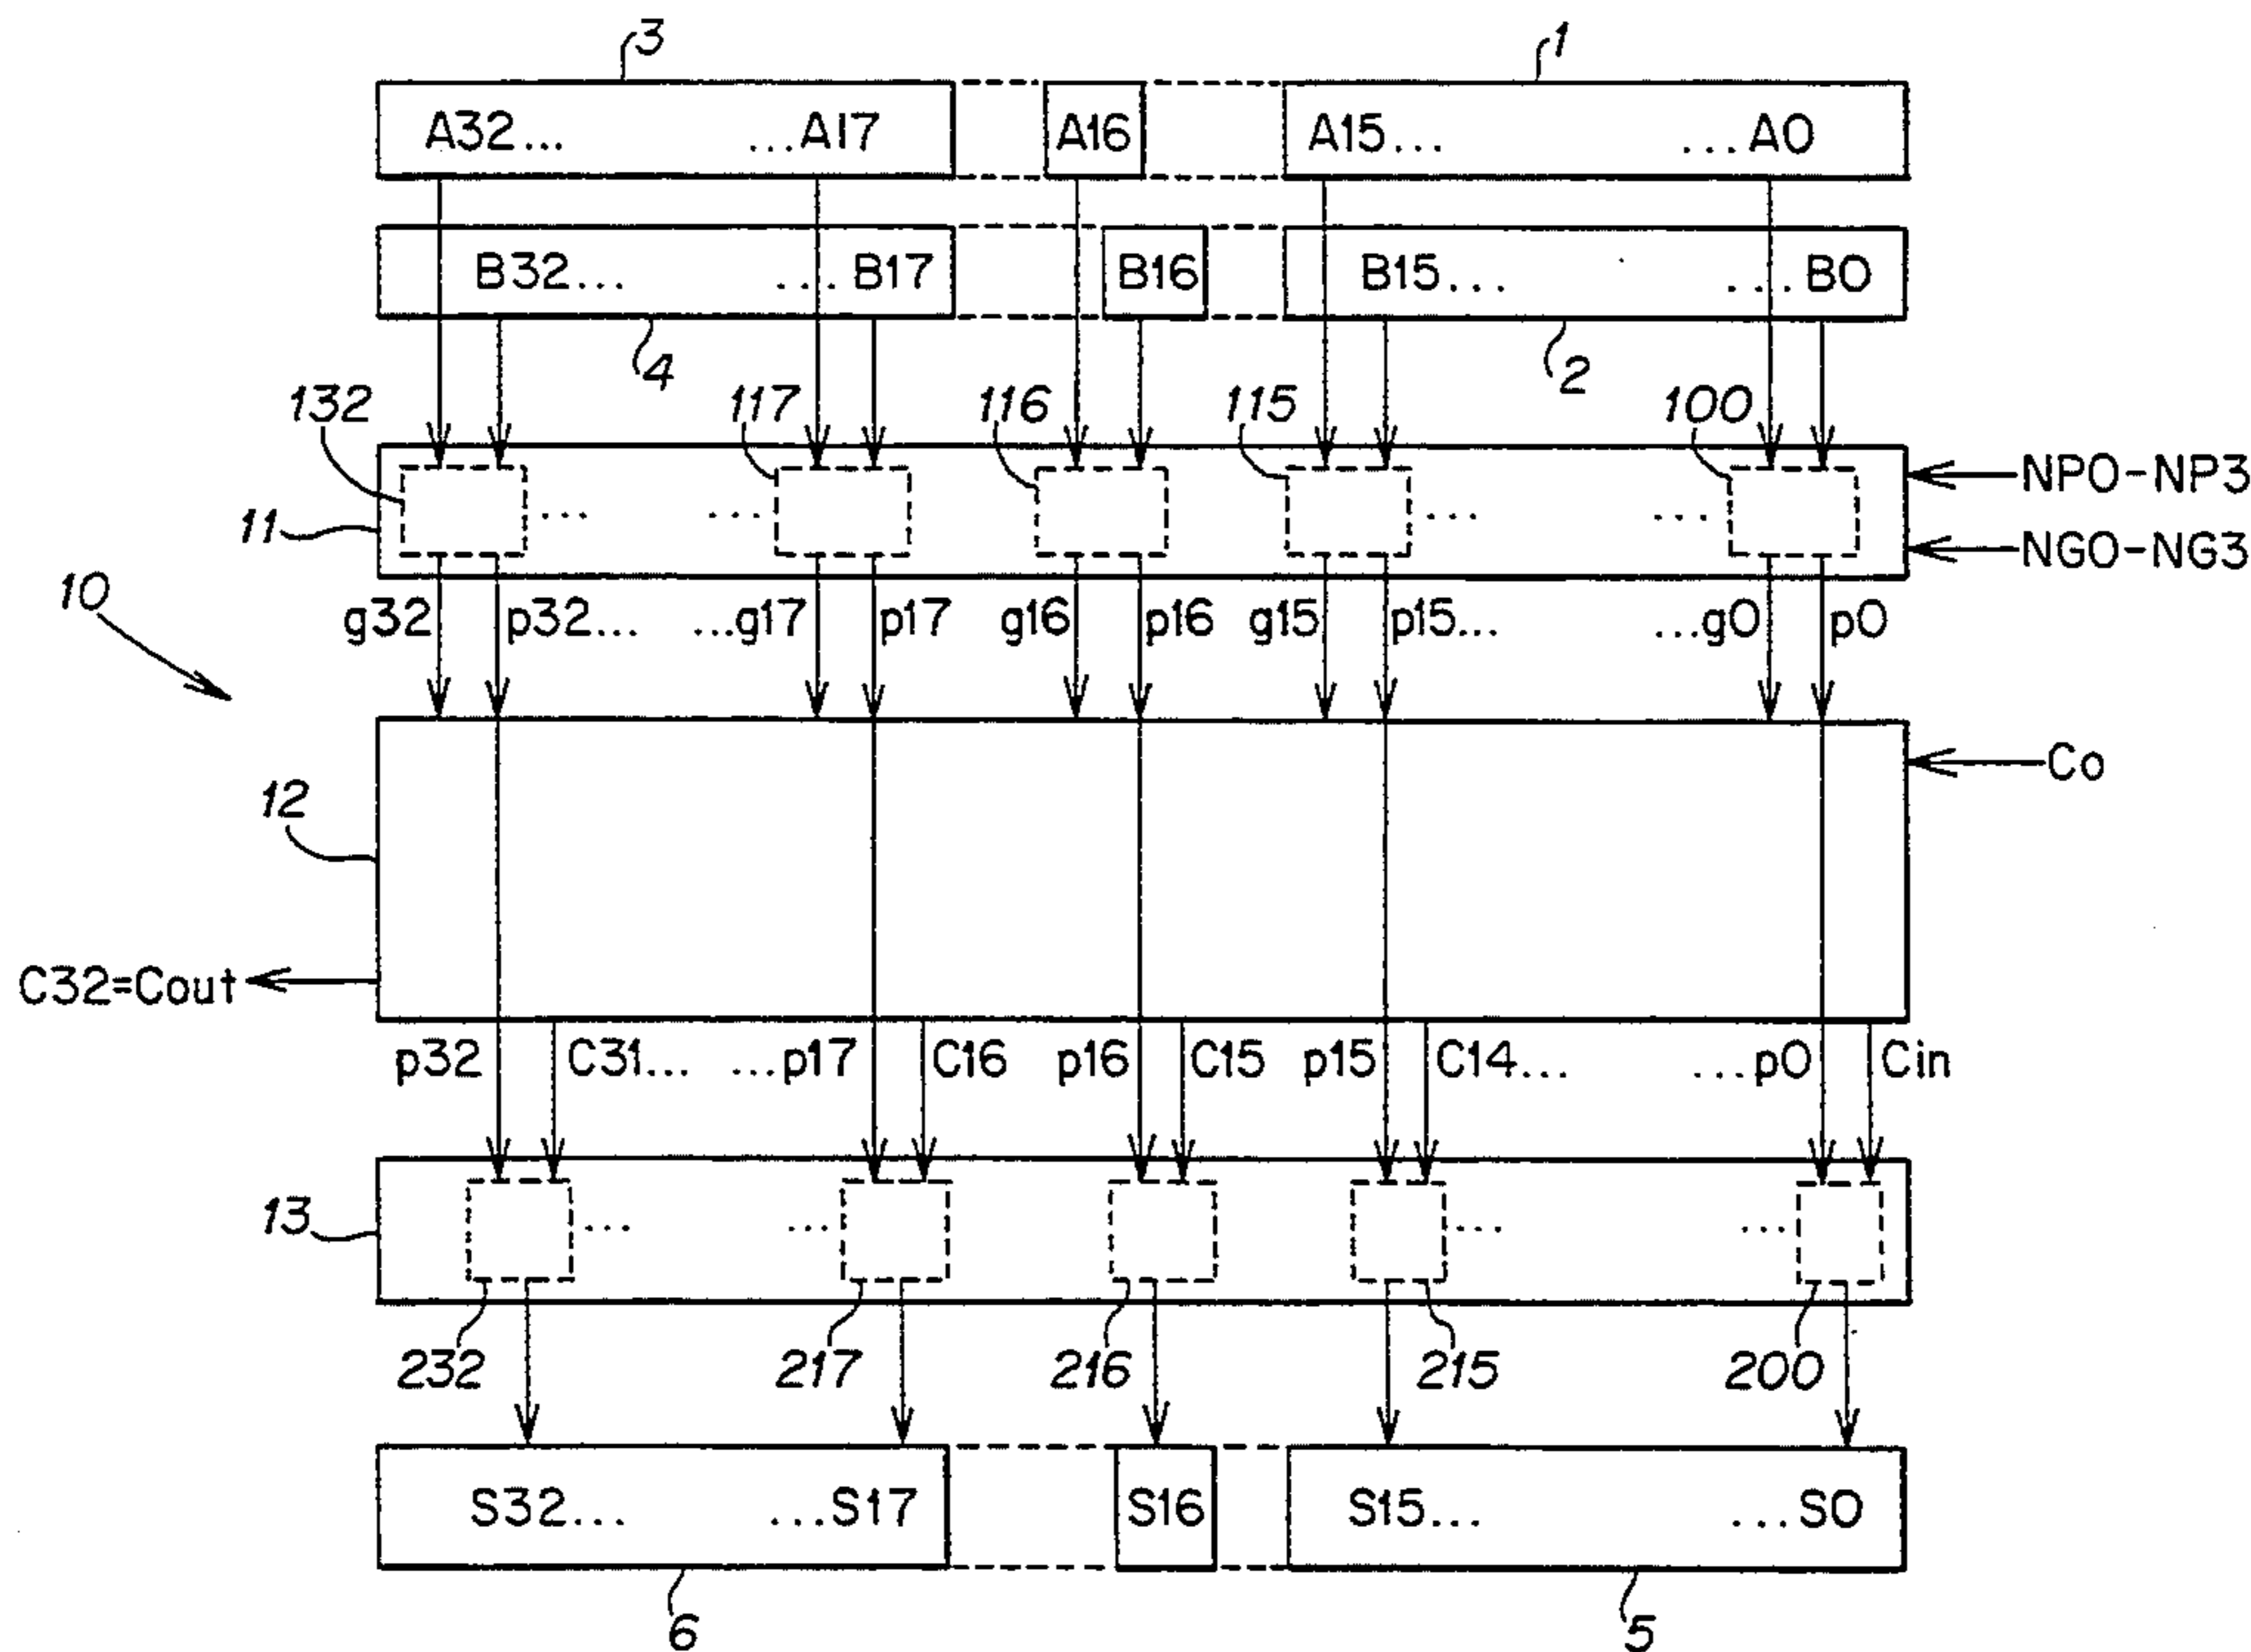 3 1
A32... ...A17 A16 A15... ...A0
B32... ....B17 B16 B15... ....B0
4 2
132 117 116 115 100
... ... ... ... NP0-NP3
11 NG0-NG3
10
g32 p32... ...g17 p17 g16 p16 g15 p15... ...g0 p0
Co
12
C32=Cout
p32 C31... ...p17 C16 p16 C15 p15 C14... ...p0 Cin
13 ... ... ... ...
232 217 216 215 200
S32... ...S17 S16 S15... ...S0
6 5